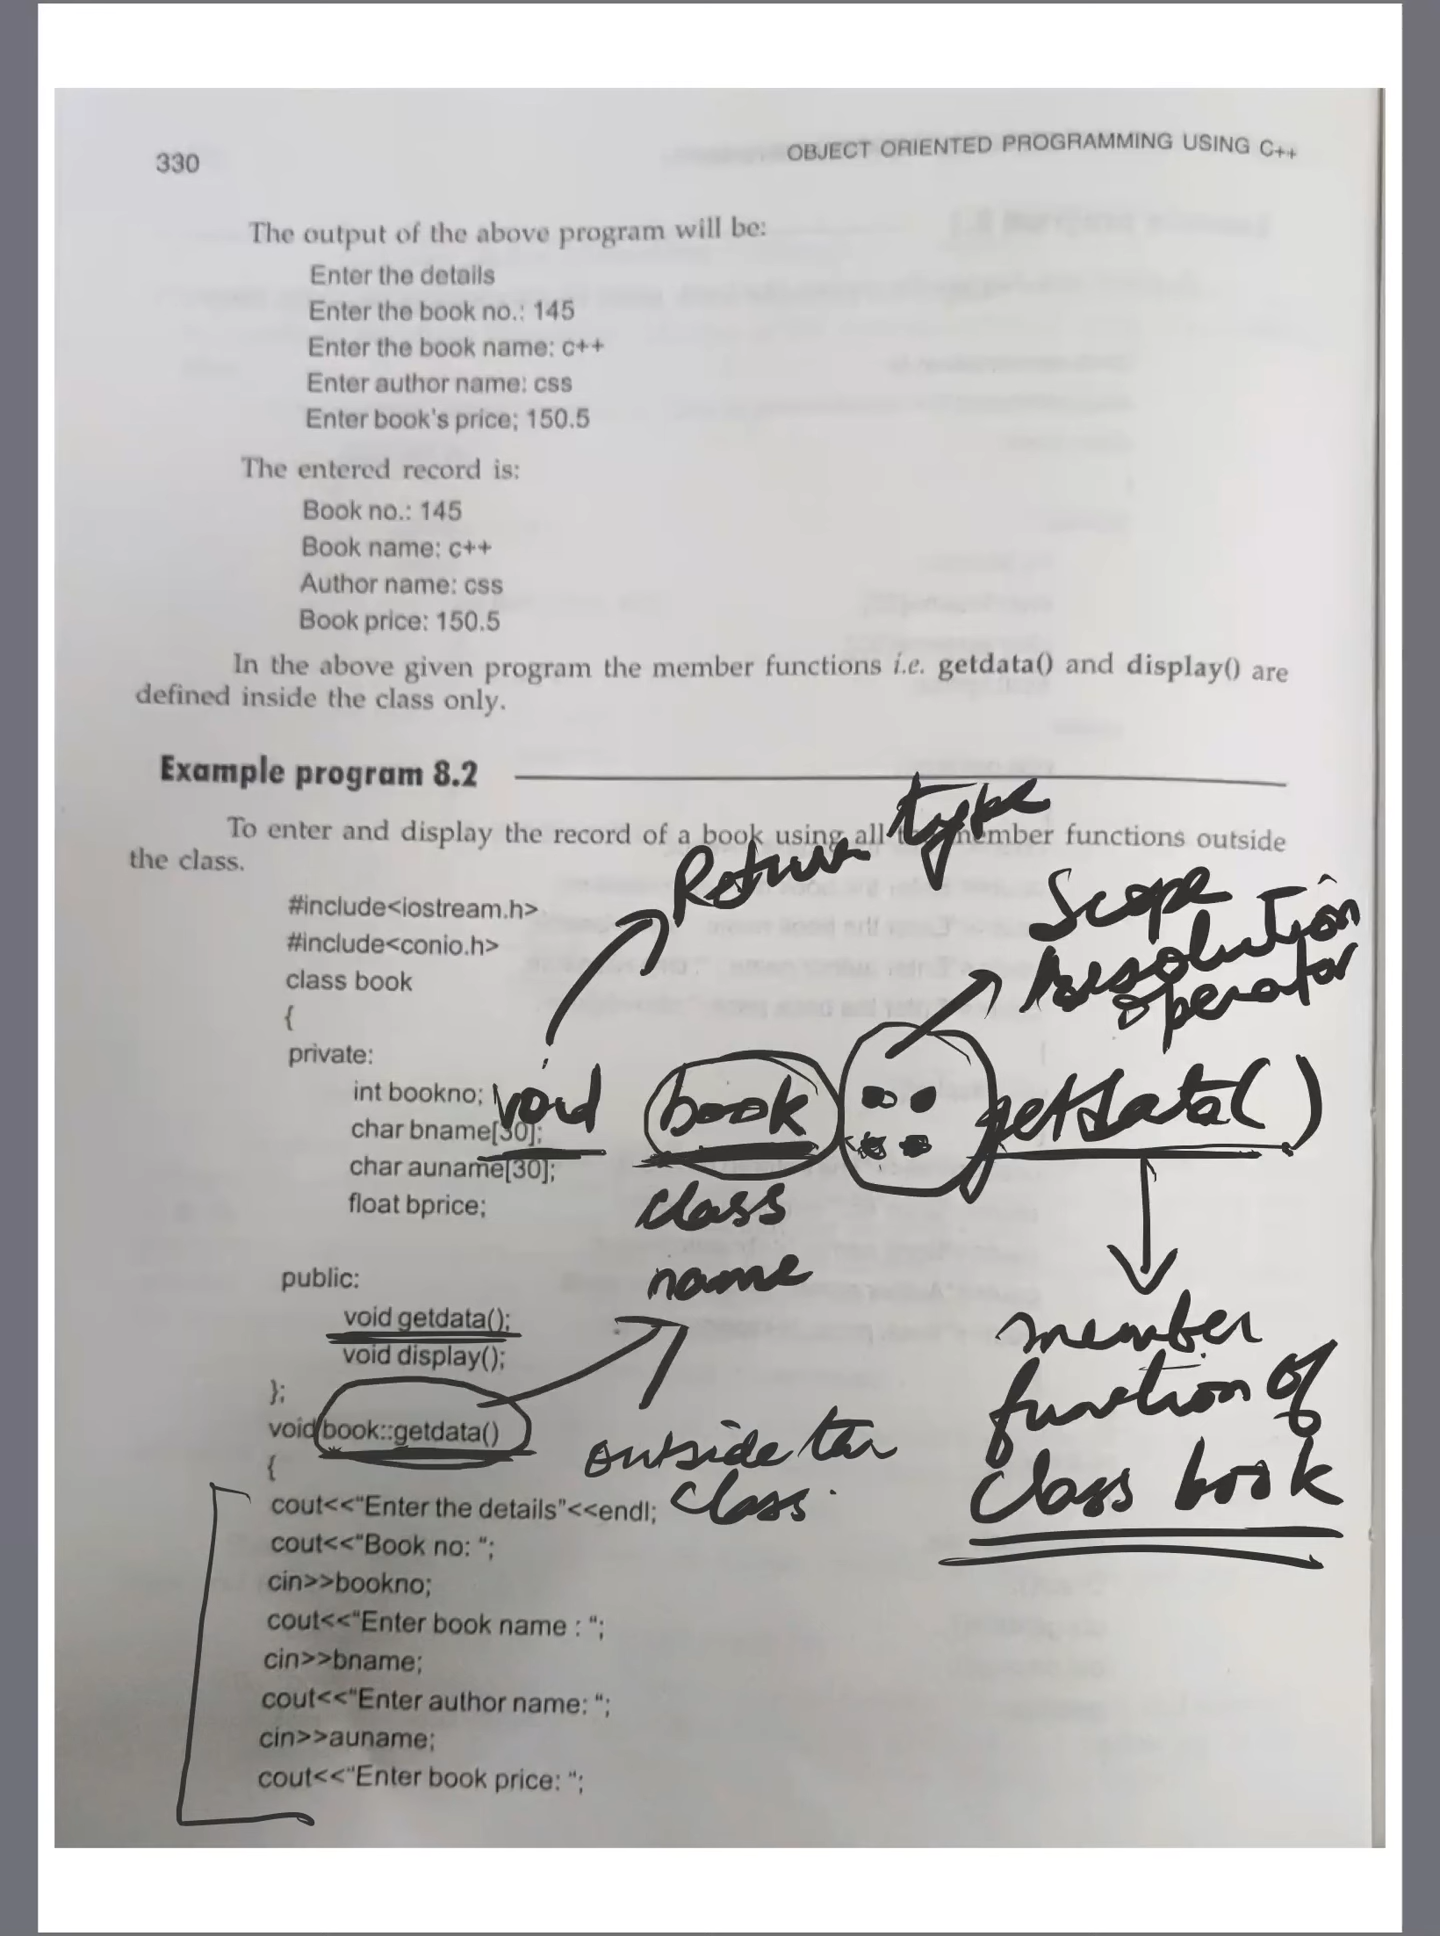 330
OBJECT ORIENTED PROGRAMMING USING C++
The output of the above program will be:
Enter the details
Enter the book no.: 145
Enter the book name: c++
Enter author name: css
Enter book's price; 150.5
The entered record is:
Book no.: 145
Book name: c++
Author name: css
Book price: 150.5
In the above given program the member functions i.e. getdata() and display() are
defined inside the class only.
Example program 8.2
To enter and display the record of a book using all member functions outside
the class.
Return type
Scope
Resolution
operator
#include<iostream.h>
#include<conio.h>
class book
{
private:
int bookno;
char bname[30];
char auname[30];
float bprice;
void book :: getdata()
class
name
member
function of
class book
public:
void getdata();
void display();
};
void book::getdata()
outside the
class.
{
cout<<"Enter the details"<<endl;
cout<<"Book no: ";
cin>>bookno;
cout<<"Enter book name : ";
cin>>bname;
cout<<"Enter author name: ";
cin>>auname;
cout<<"Enter book price: ";